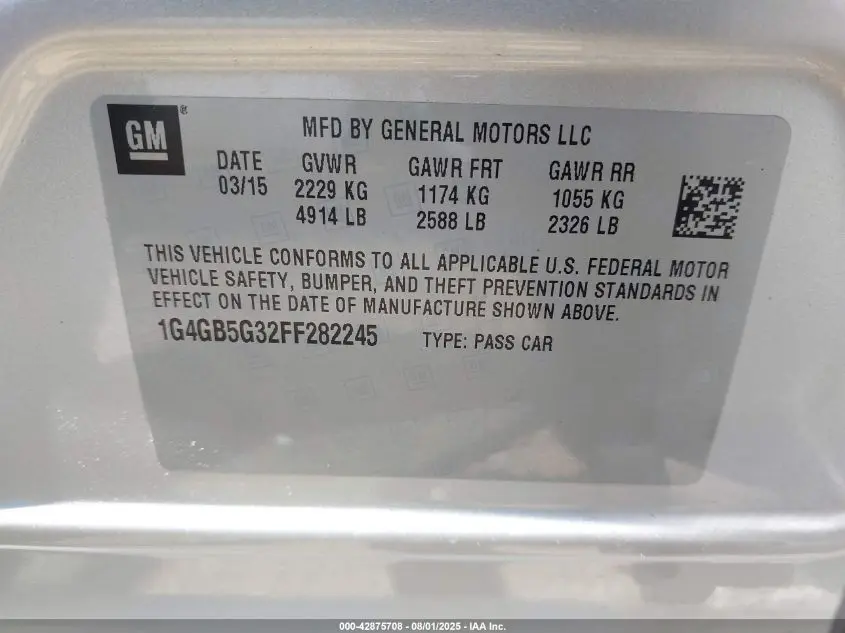 GM®
MFD BY GENERAL MOTORS LLC
DATE GVWR GAWR FRT GAWR RR
03/15 2229 KG 1174 KG 1055 KG
4914 LB 2588 LB 2326 LB
THIS VEHICLE CONFORMS TO ALL APPLICABLE U.S. FEDERAL MOTOR
VEHICLE SAFETY, BUMPER, AND THEFT PREVENTION STANDARDS IN
EFFECT ON THE DATE OF MANUFACTURE SHOWN ABOVE.
1G4GB5G32FF282245 TYPE: PASS CAR
000-42875708 - 08/01/2025 - IAA Inc.